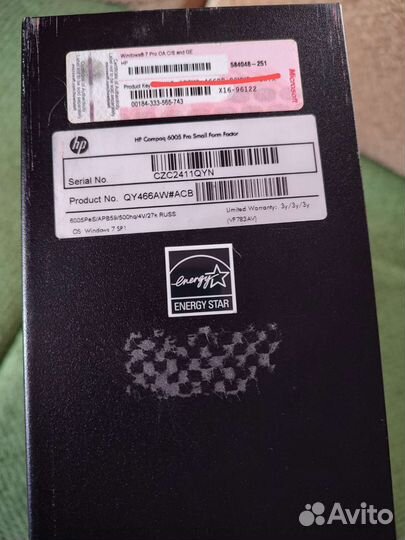 Windows® 7 Pro OA CIS and GE
HP
584048-251
Product Key
X16-96122
00184-333-565-743
Microsoft
hp
HP Compaq 6005 Pro Small Form Factor
Serial No.
CZC2411QYN
Product No. QY466AW#ACB
6005PeS/APB59/500hq/4V/27k RUSS
Limited Warranty: 3y/3y/3y
(VF783AV)
OS: Windows 7 SP1
energy
ENERGY STAR
Avito